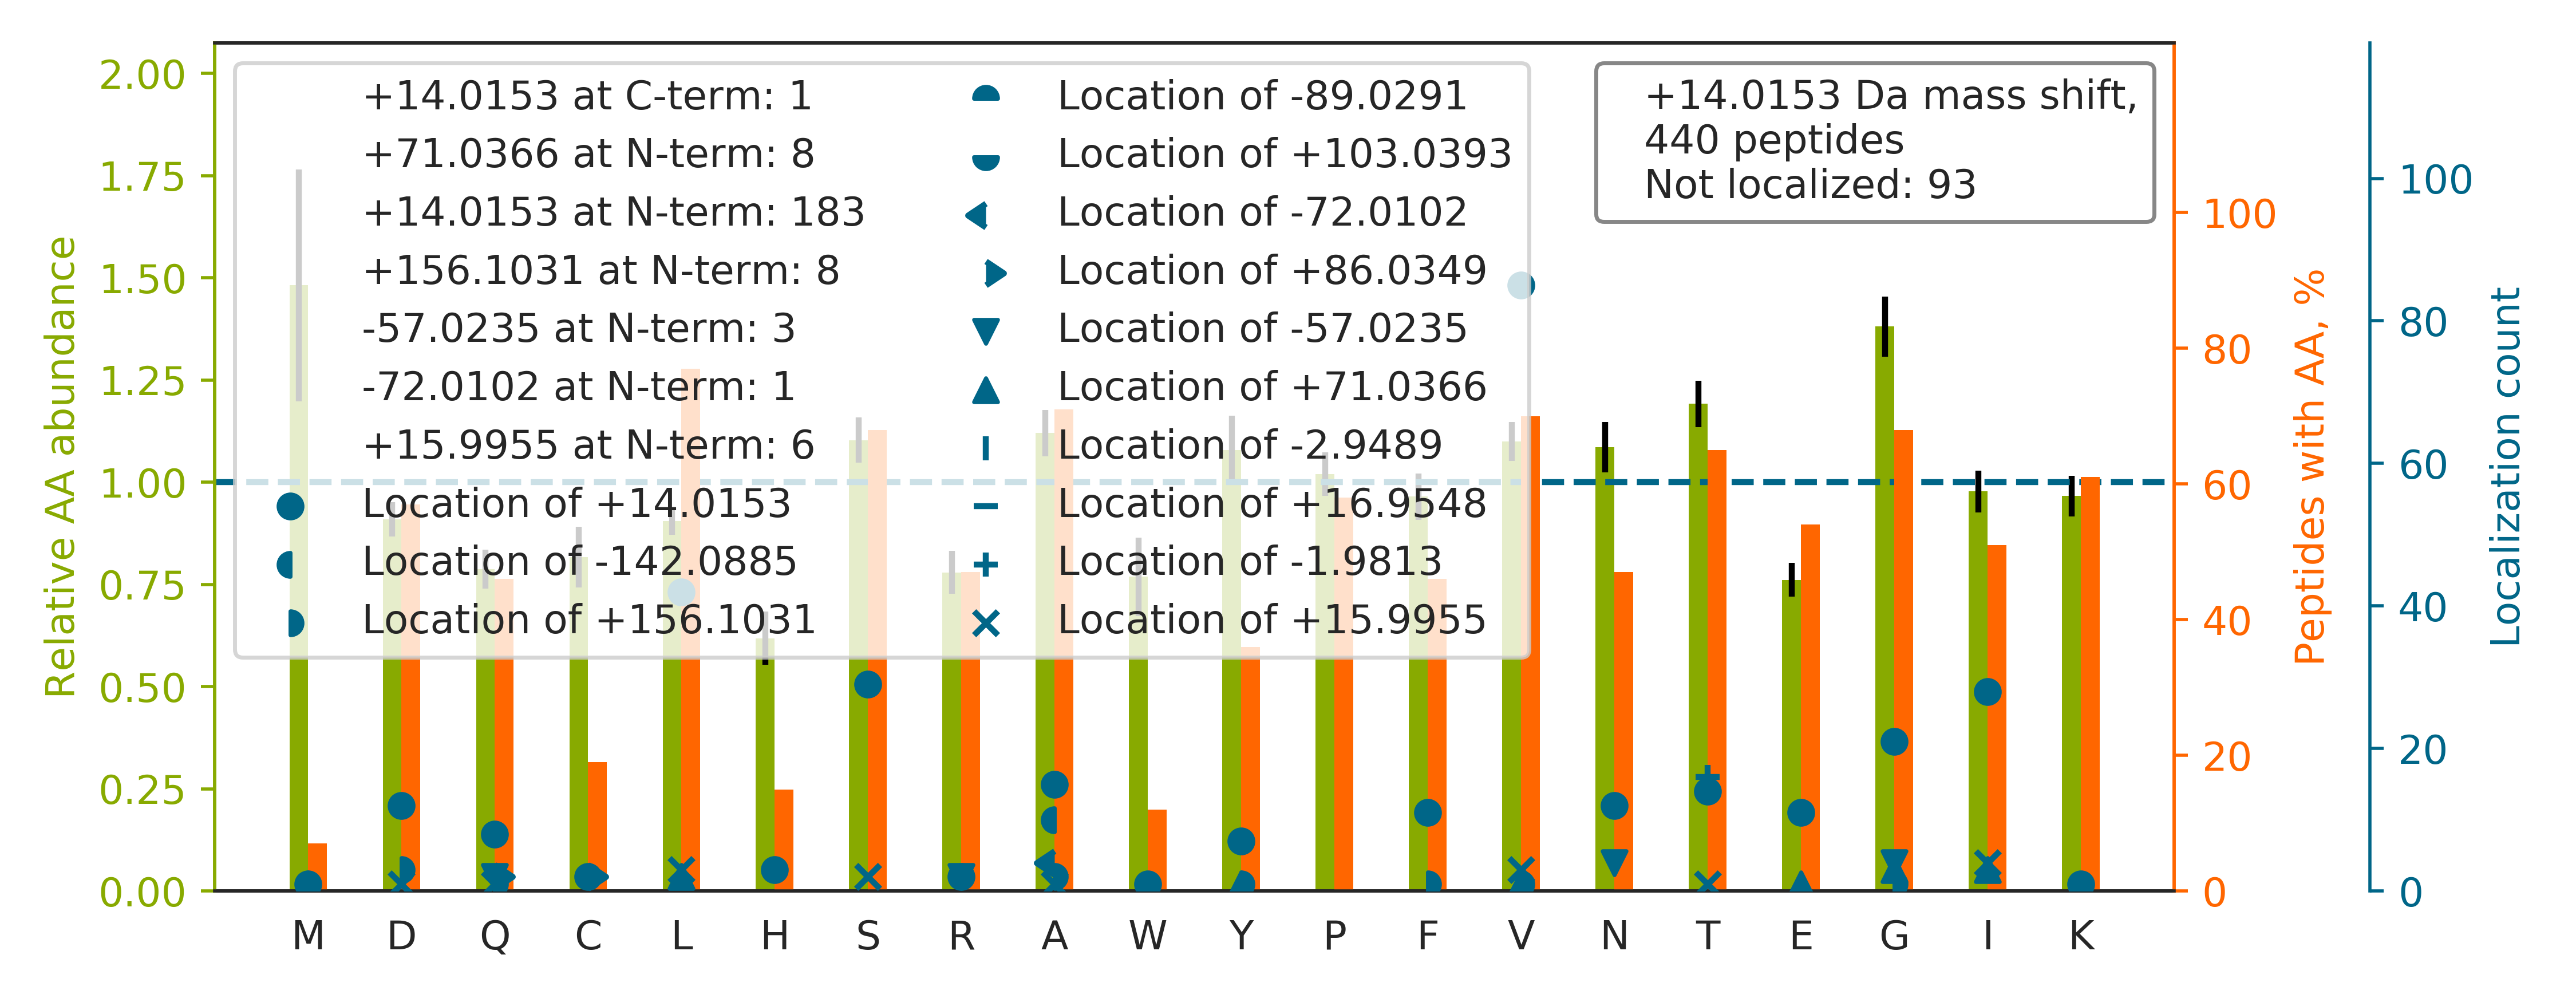 +14.0153 at C-term: 1
+71.0366 at N-term: 8
+14.0153 at N-term: 183
+156.1031 at N-term: 8
-57.0235 at N-term: 3
-72.0102 at N-term: 1
+15.9955 at N-term: 6
Location of +14.0153
Location of -142.0885
Location of +156.1031
Location of -89.0291
Location of +103.0393
Location of -72.0102
Location of +86.0349
Location of -57.0235
Location of +71.0366
Location of -2.9489
Location of +16.9548
Location of -1.9813
Location of +15.9955
+14.0153 Da mass shift,
440 peptides
Not localized: 93
Relative AA abundance
2.00
1.75
1.50
1.25
1.00
0.75
0.50
0.25
0.00
M D Q C L H S R A W Y P F V N T E G I K
100
80
60
40
20
0
Peptides with AA, %
100
80
60
40
20
0
Localization count